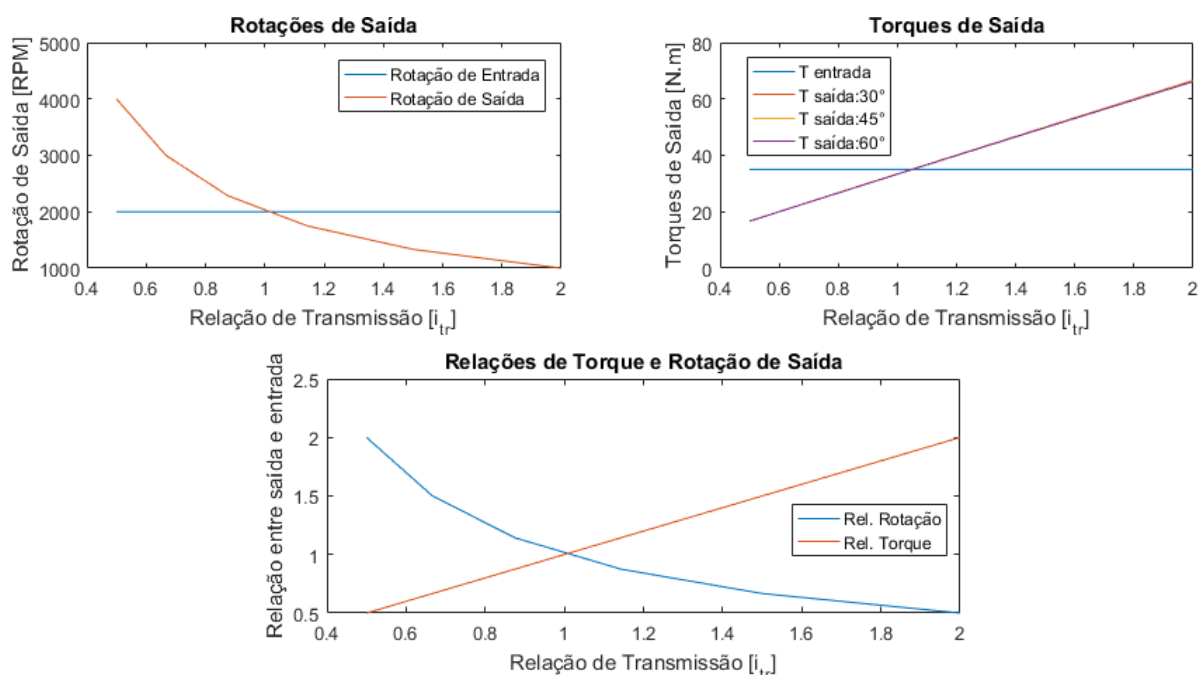 Rotações de Saída
Rotação de Saída [RPM]
5000
4000
3000
2000
1000
Rotação de Entrada
Rotação de Saída
0.4 0.6 0.8 1 1.2 1.4 1.6 1.8 2
Relação de Transmissão [i_tr]
Torques de Saída
Torques de Saída [N.m]
80
60
40
20
0
T entrada
T saída:30°
T saída:45°
T saída:60°
0.4 0.6 0.8 1 1.2 1.4 1.6 1.8 2
Relação de Transmissão [i_tr]
Relações de Torque e Rotação de Saída
Relação entre saída e entrada
2.5
2
1.5
1
0.5
Rel. Rotação
Rel. Torque
0.4 0.6 0.8 1 1.2 1.4 1.6 1.8 2
Relação de Transmissão [i_tr]